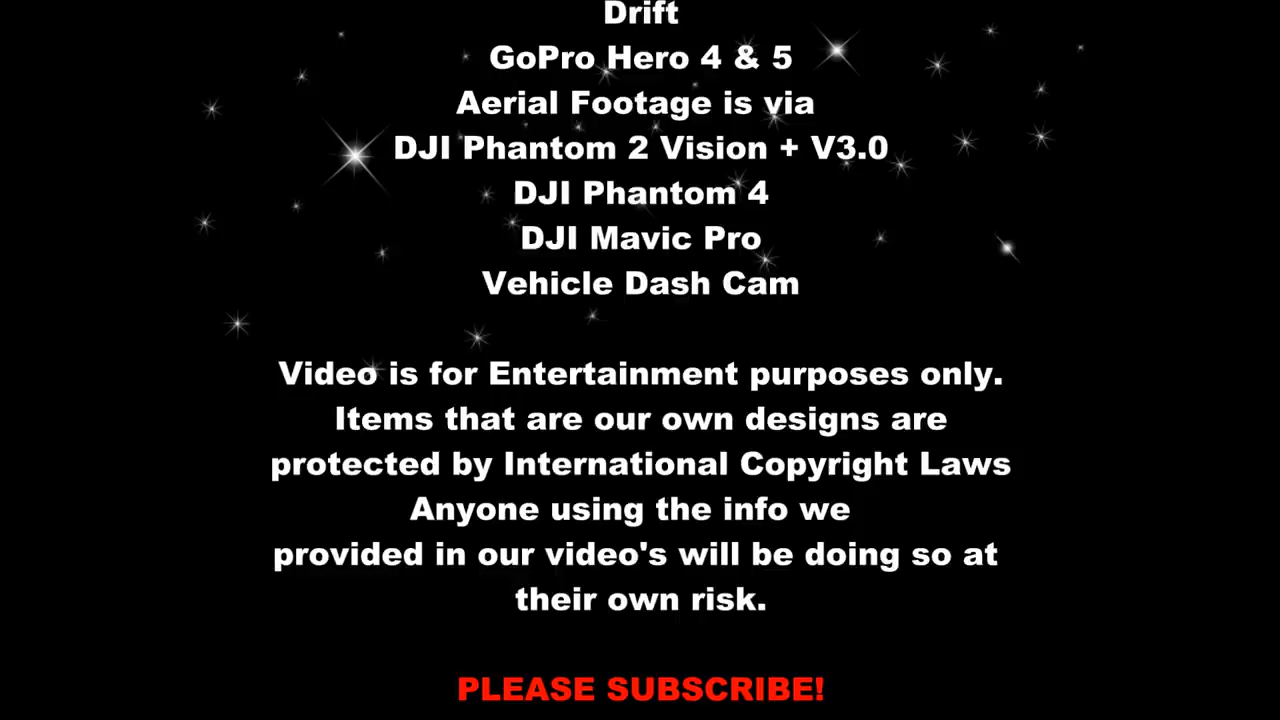 Drift
GoPro Hero 4 & 5
Aerial Footage is via
DJI Phantom 2 Vision + V3.0
DJI Phantom 4
DJI Mavic Pro
Vehicle Dash Cam
Video is for Entertainment purposes only.
Items that are our own designs are
protected by International Copyright Laws
Anyone using the info we
provided in our video's will be doing so at
their own risk.
PLEASE SUBSCRIBE!